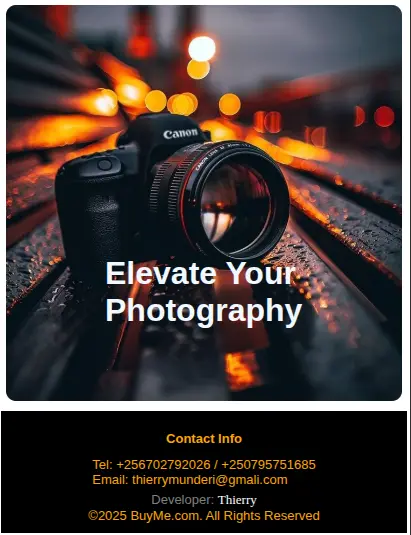 Canon
Elevate Your
Photography
Contact Info
Tel: +256702792026 / +250795751685
Email: thierrymunderi@gmali.com
Developer: Thierry
©2025 BuyMe.com. All Rights Reserved